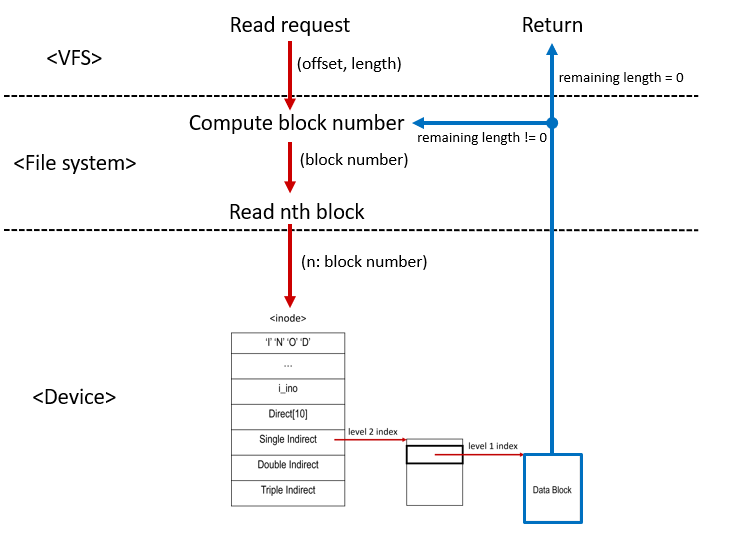 Read request
Return
<VFS>
(offset, length)
remaining length = 0
Compute block number
remaining length != 0
<File system>
(block number)
Read nth block
(n: block number)
<inode>
'I' 'N' 'O' 'D'
...
i_ino
<Device>
Direct[10]
Single Indirect
level 2 index
level 1 index
Double Indirect
Triple Indirect
Data Block